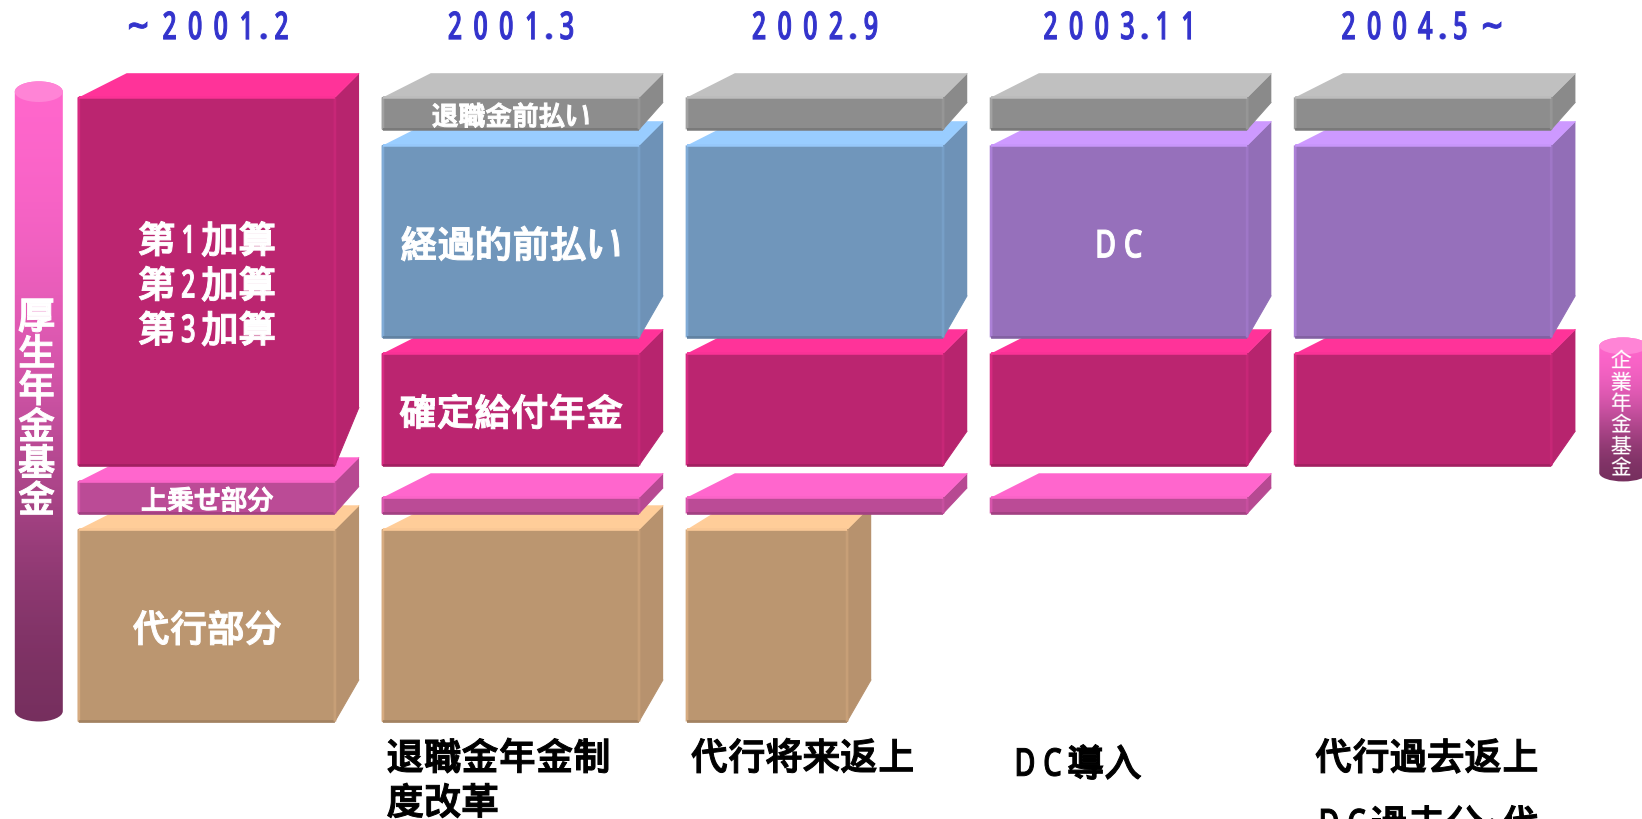 ~2001.2
2001.3
2002.9
2003.11
2004.5~
厚生年金基金
第1加算
第2加算
第3加算
上乗せ部分
代行部分
退職金前払い
経過的前払い
確定給付年金
DC
企業年金基金
退職金年金制
度改革
代行将来返上
DC導入
代行過去返上